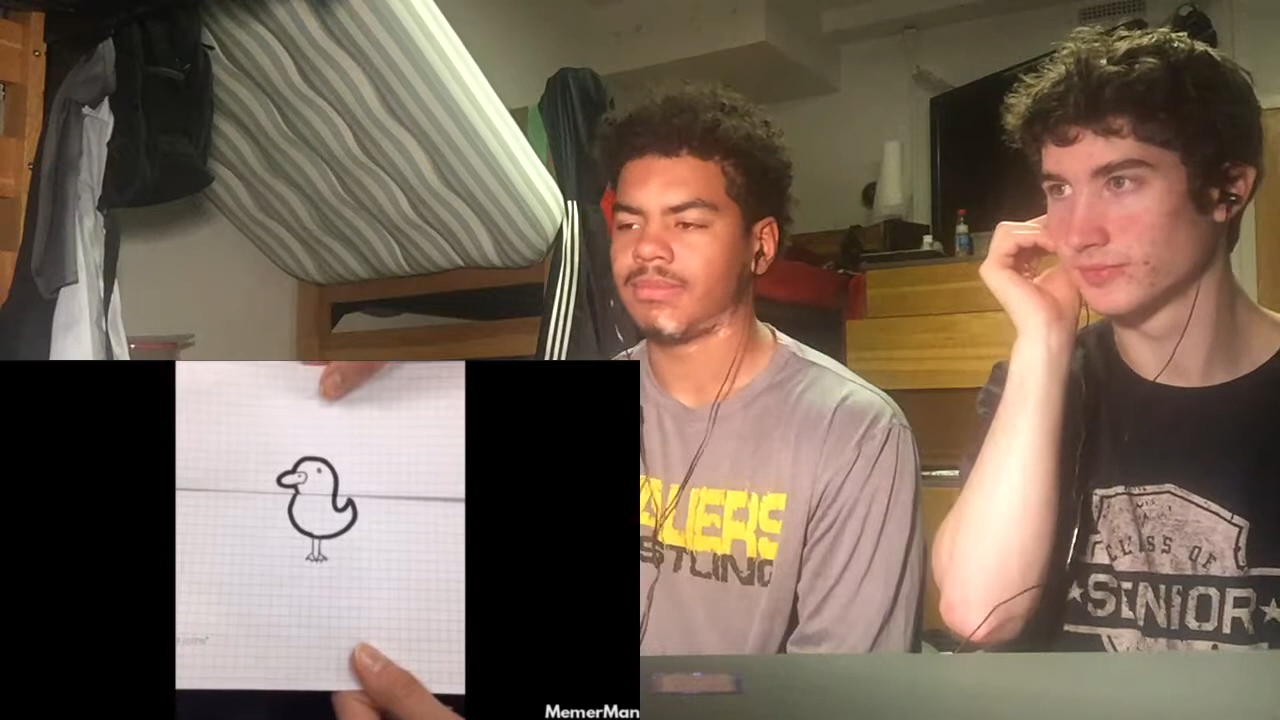 ALIERS
STLING
CLASS OF
SENIOR
MemerMan